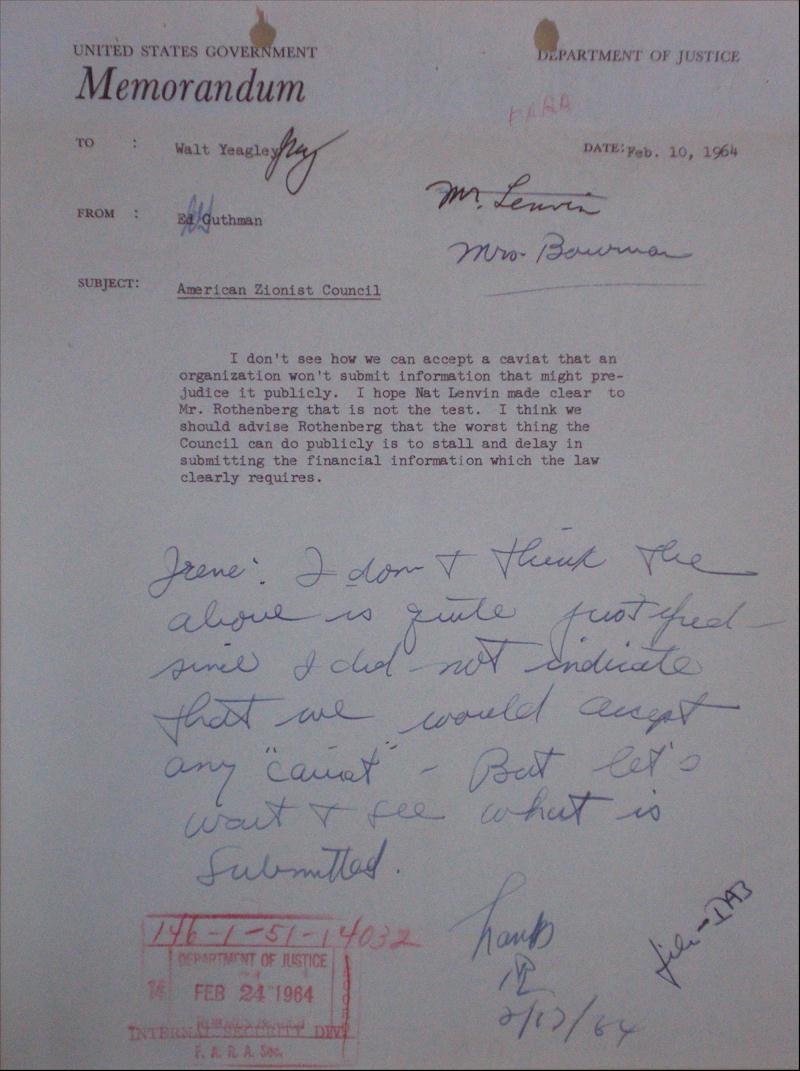 UNITED STATES GOVERNMENT
DEPARTMENT OF JUSTICE
Memorandum
FARA
TO : Walt Yeagley
DATE: Feb. 10, 1964
FROM : Ed Guthman
Mr. Lenvin
Mrs. Bowman
SUBJECT: American Zionist Council
I don't see how we can accept a caviat that an
organization won't submit information that might pre-
judice it publicly. I hope Nat Lenvin made clear to
Mr. Rothenberg that is not the test. I think we
should advise Rothenberg that the worst thing the
Council can do publicly is to stall and delay in
submitting the financial information which the law
clearly requires.
Irene: I don't think the
above is quite justified -
since I did not indicate
that we would accept
any "caviat" - But let's
wait & see what is
submitted.
Thanks
2/17/64
file - IAB
146-1-51-14032
DEPARTMENT OF JUSTICE
14 FEB 24 1964
INTERNAL SECURITY DIV.
F. A. R. A. Sec.